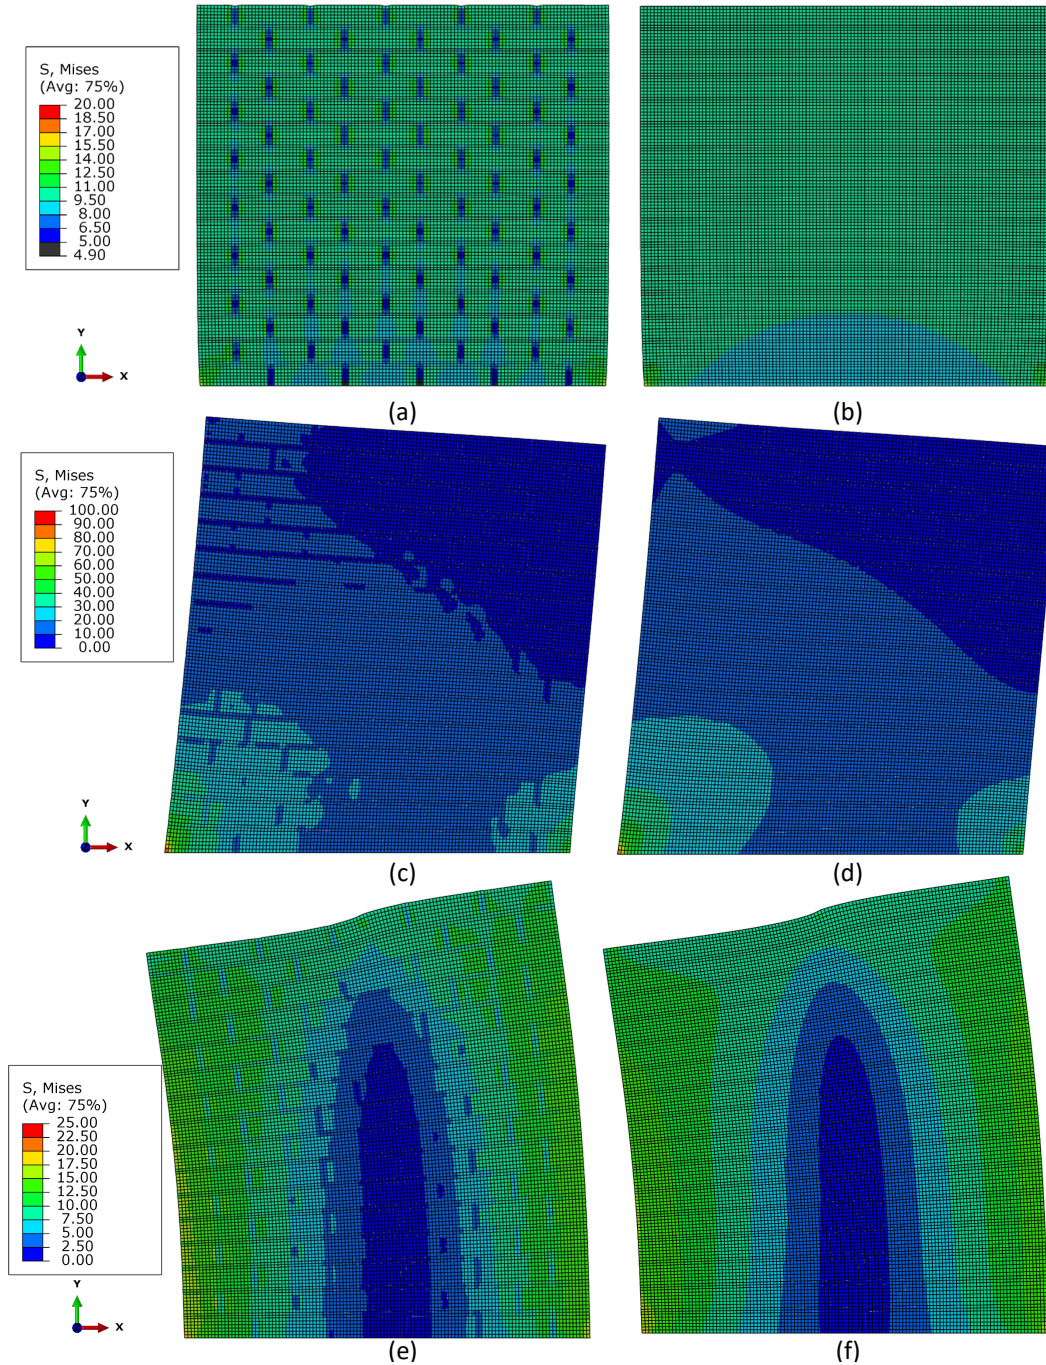 S, Mises
(Avg: 75%)
20.00
18.50
17.00
15.50
14.00
12.50
11.00
9.50
8.00
6.50
5.00
4.90
Y
X
(a)
(b)
S, Mises
(Avg: 75%)
100.00
90.00
80.00
70.00
60.00
50.00
40.00
30.00
20.00
10.00
0.00
Y
X
(c)
(d)
S, Mises
(Avg: 75%)
25.00
22.50
20.00
17.50
15.00
12.50
10.00
7.50
5.00
2.50
0.00
Y
X
(e)
(f)